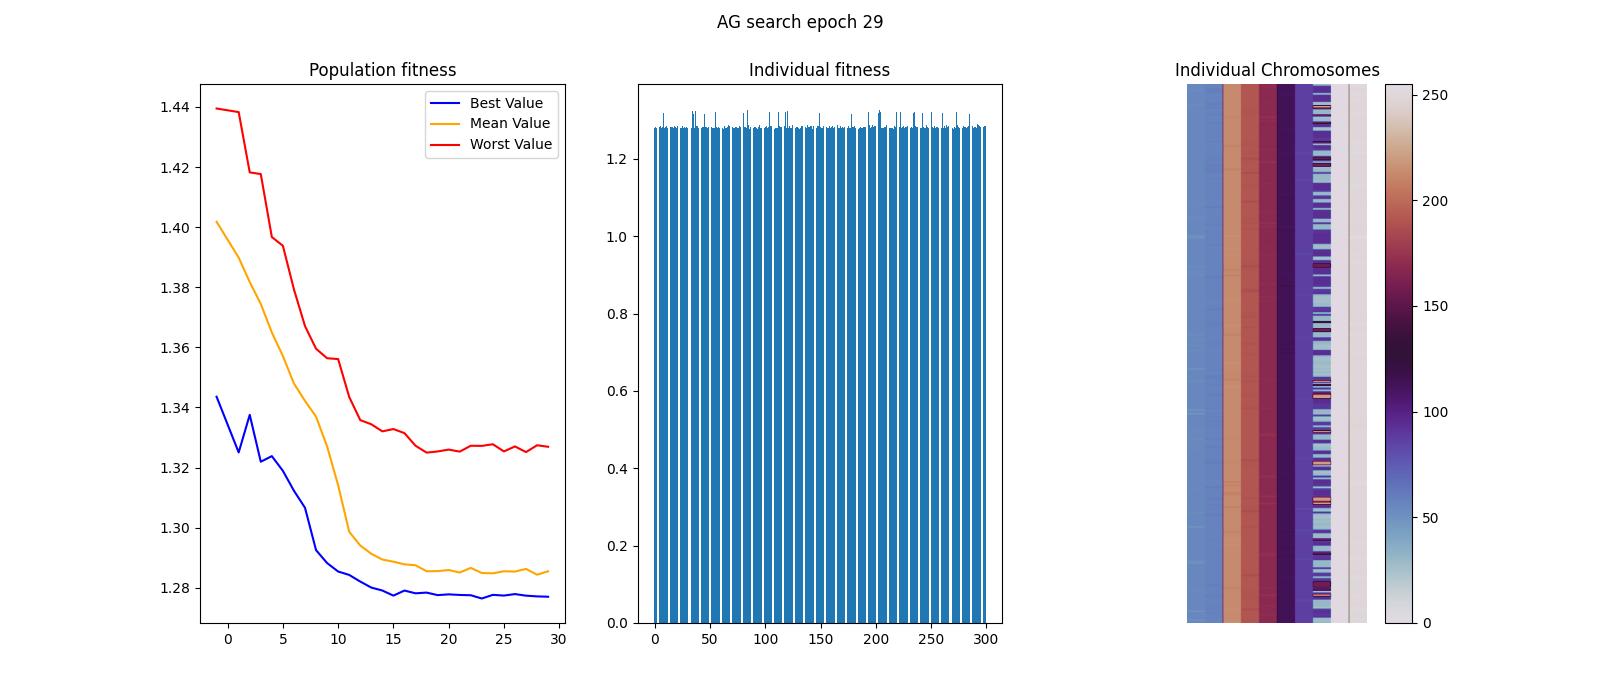 AG search epoch 29
Population fitness
1.44
1.42
1.40
1.38
1.36
1.34
1.32
1.30
1.28
0 5 10 15 20 25 30
Best Value
Mean Value
Worst Value
Individual fitness
1.2
1.0
0.8
0.6
0.4
0.2
0.0
0 50 100 150 200 250 300
Individual Chromosomes
250
200
150
100
50
0